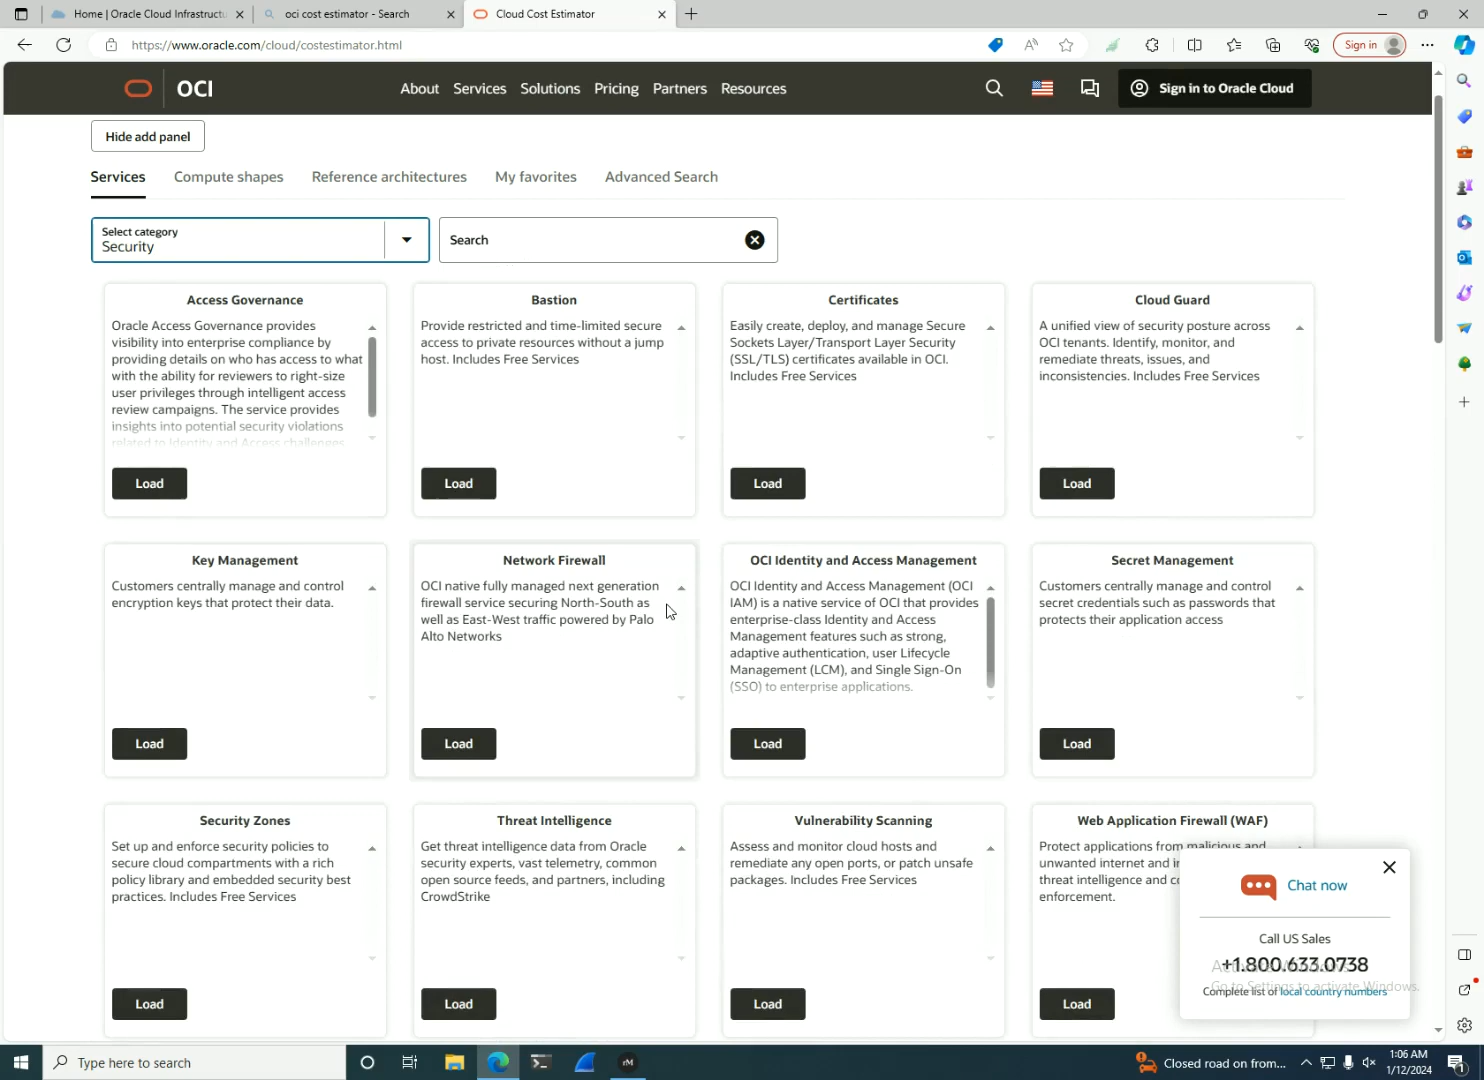 Home | Oracle Cloud Infrastructu
oci cost estimator - Search
Cloud Cost Estimator
https://www.oracle.com/cloud/costestimator.html
Sign in
OCI
About
Services
Solutions
Pricing
Partners
Resources
Sign in to Oracle Cloud
Hide add panel
Services
Compute shapes
Reference architectures
My favorites
Advanced Search
Select category
Security
Search
Access Governance
Oracle Access Governance provides
visibility into enterprise compliance by
providing details on who has access to what
with the ability for reviewers to right-size
user privileges through intelligent access
review campaigns. The service provides
insights into potential security violations
related to Identity and Access challenges
Load
Bastion
Provide restricted and time-limited secure
access to private resources without a jump
host. Includes Free Services
Load
Certificates
Easily create, deploy, and manage Secure
Sockets Layer/Transport Layer Security
(SSL/TLS) certificates available in OCI.
Includes Free Services
Load
Cloud Guard
A unified view of security posture across
OCI tenants. Identify, monitor, and
remediate threats, issues, and
inconsistencies. Includes Free Services
Load
Key Management
Customers centrally manage and control
encryption keys that protect their data.
Load
Network Firewall
OCI native fully managed next generation
firewall service securing North-South as
well as East-West traffic powered by Palo
Alto Networks
Load
OCI Identity and Access Management
OCI Identity and Access Management (OCI
IAM) is a native service of OCI that provides
enterprise-class Identity and Access
Management features such as strong,
adaptive authentication, user Lifecycle
Management (LCM), and Single Sign-On
(SSO) to enterprise applications.
Load
Secret Management
Customers centrally manage and control
secret credentials such as passwords that
protects their application access
Load
Security Zones
Set up and enforce security policies to
secure cloud compartments with a rich
policy library and embedded security best
practices. Includes Free Services
Load
Threat Intelligence
Get threat intelligence data from Oracle
security experts, vast telemetry, common
open source feeds, and partners, including
CrowdStrike
Load
Vulnerability Scanning
Assess and monitor cloud hosts and
remediate any open ports, or patch unsafe
packages. Includes Free Services
Load
Web Application Firewall (WAF)
Protect applications from malicious and
unwanted internet and i
threat intelligence and c
enforcement.
Load
Chat now
Call US Sales
+1.800.633.0738
Complete list of local country numbers
Activate Windows
Go to Settings to activate Windows.
Type here to search
rM
Closed road on from...
1:06 AM
1/12/2024
1